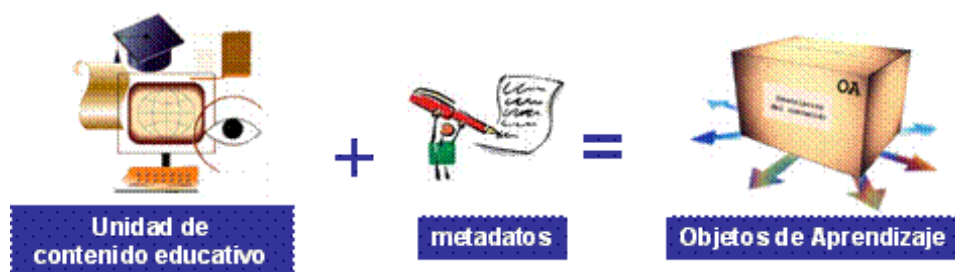 OA
+
=
Unidad de
contenido educativo
metadatos
Objetos de Aprendizaje